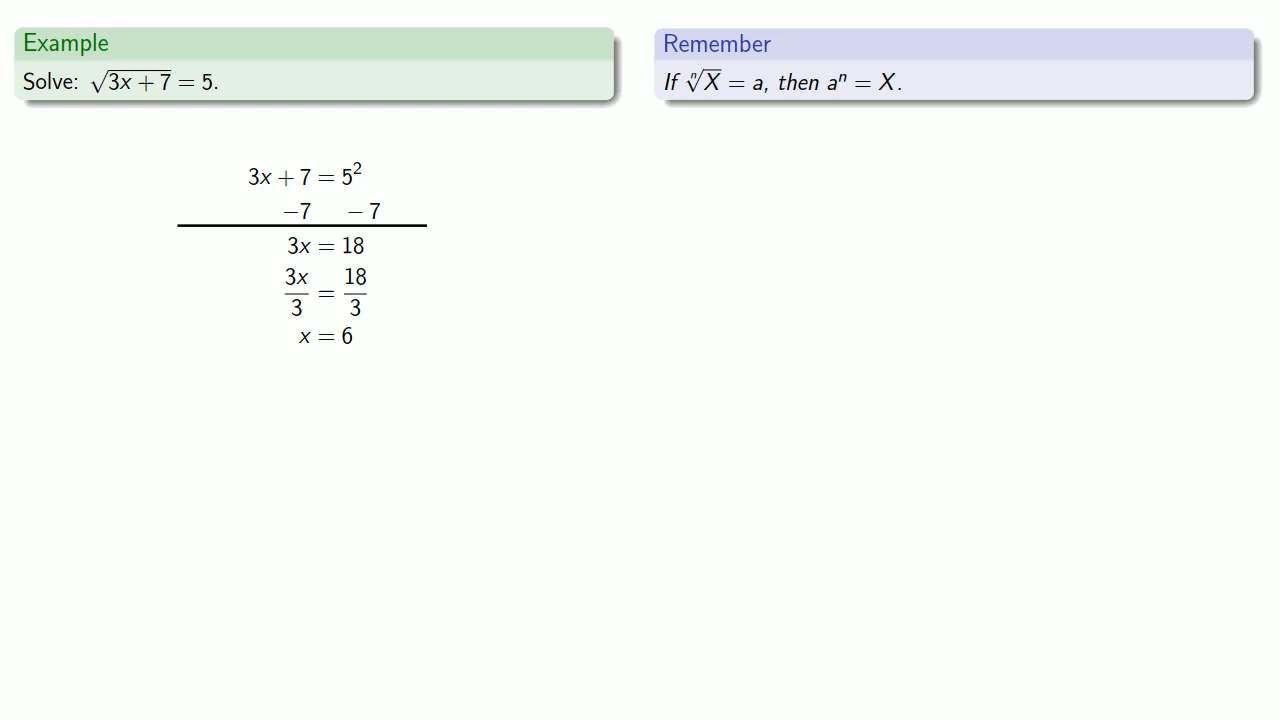 Example
Solve: √(3x + 7) = 5.
Remember
If ⁿ√X = a, then aⁿ = X.
3x + 7 = 5²
−7 − 7
3x = 18
3x/3 = 18/3
x = 6